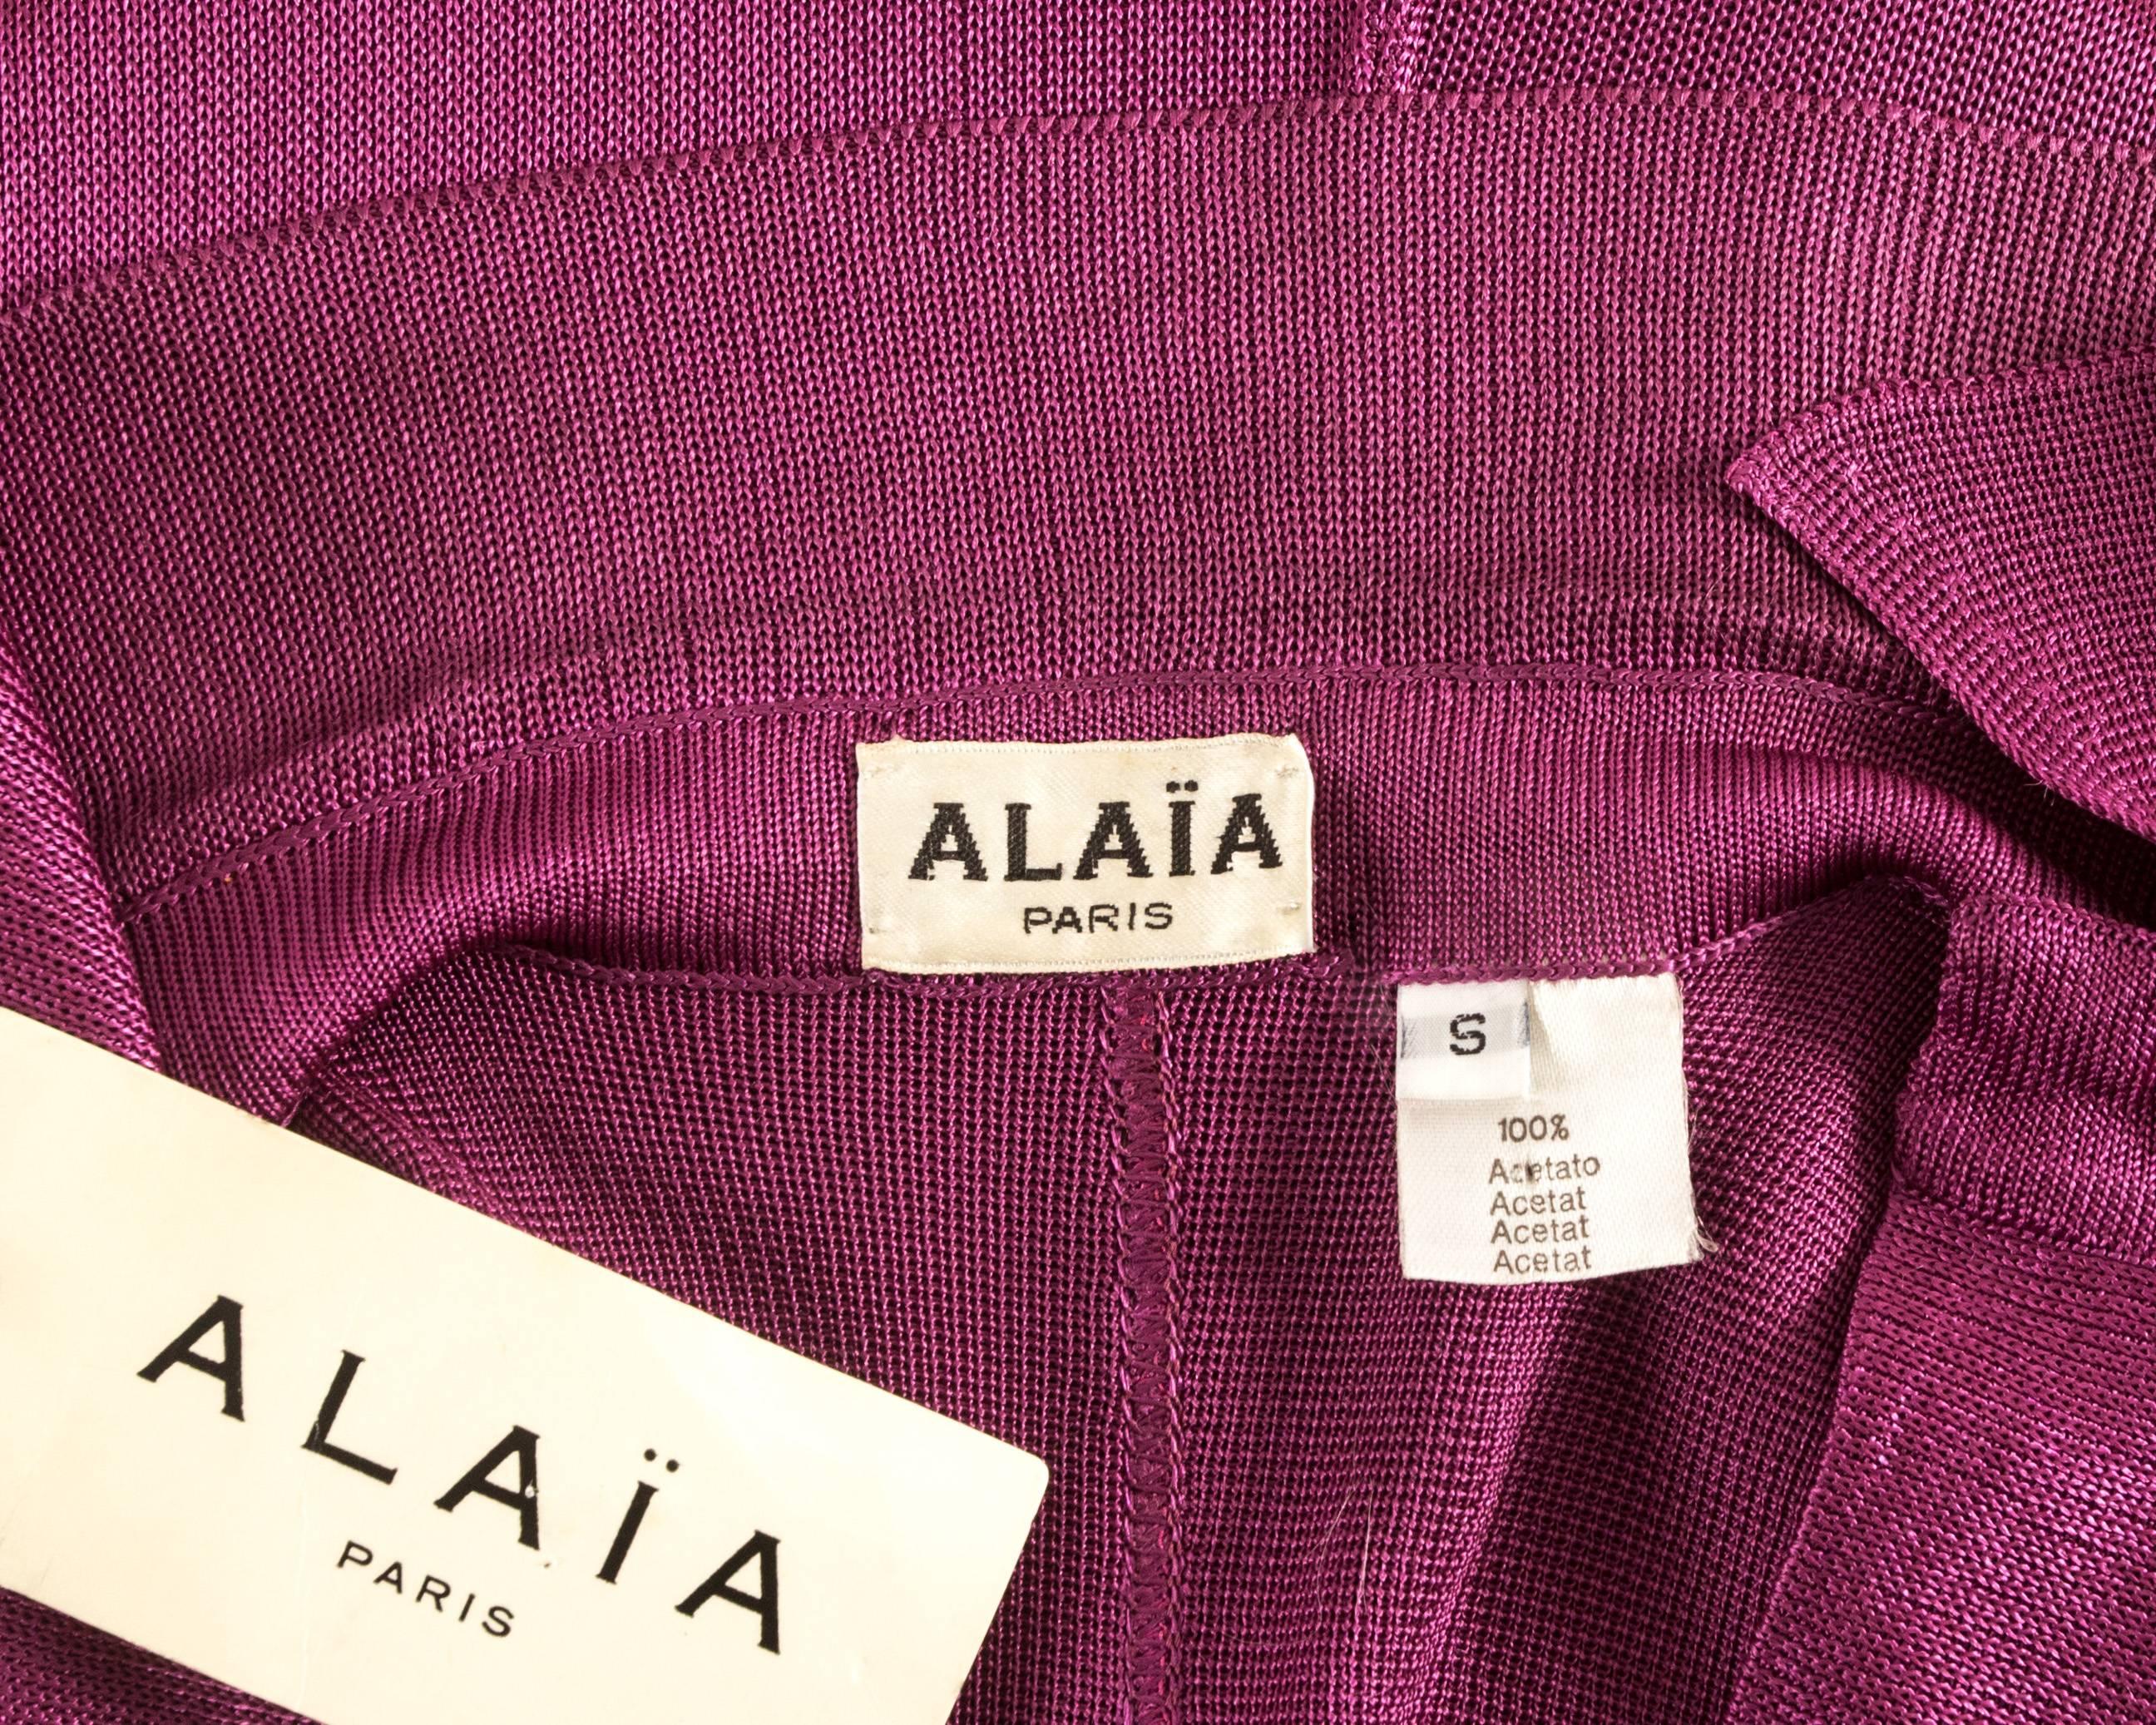 ALAÏA
PARIS
S
100%
Acetato
Acetat
Acetat
Acetat
ALAÏA
PARIS